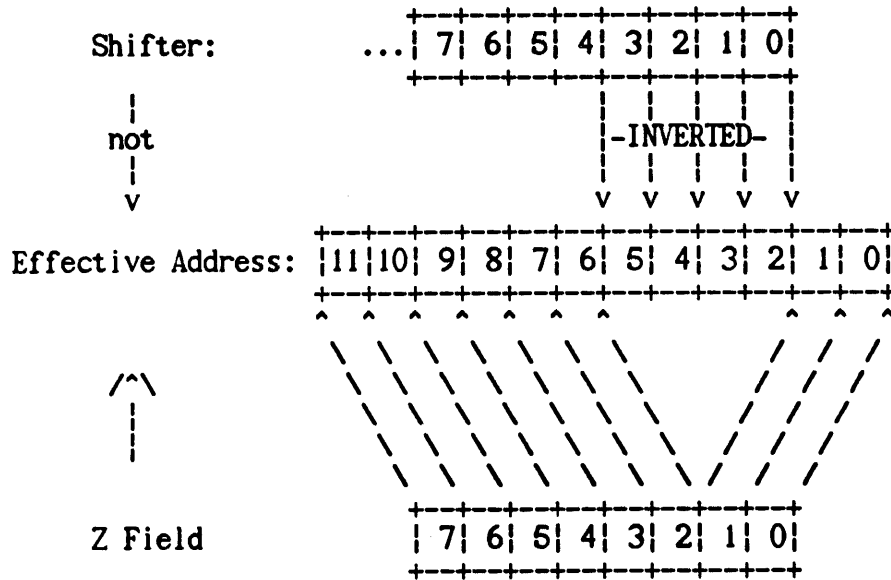 +---+---+---+---+---+---+---+---+
Shifter: ...¦ 7¦ 6¦ 5¦ 4¦ 3¦ 2¦ 1¦ 0¦
+---+---+---+---+---+---+---+---+
not -INVERTED-
v v v v v v
+--+--+--+--+--+--+--+--+--+--+--+--+
Effective Address: ¦11¦10¦ 9¦ 8¦ 7¦ 6¦ 5¦ 4¦ 3¦ 2¦ 1¦ 0¦
+--+--+--+--+--+--+--+--+--+--+--+--+
^ ^ ^ ^ ^ ^ ^ ^ ^ ^
/^\
+--+--+--+--+--+--+--+--+
Z Field ¦ 7¦ 6¦ 5¦ 4¦ 3¦ 2¦ 1¦ 0¦
+--+--+--+--+--+--+--+--+